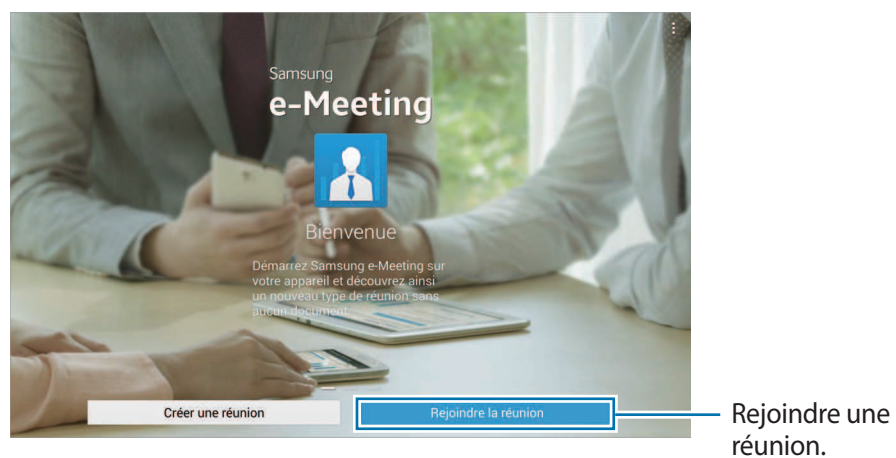 Samsung
e-Meeting
Bienvenue
Démarrez Samsung e-Meeting sur
votre appareil et découvrez ainsi
un nouveau type de réunion sans
aucun document.
Créer une réunion
Rejoindre la réunion
Rejoindre une
réunion.